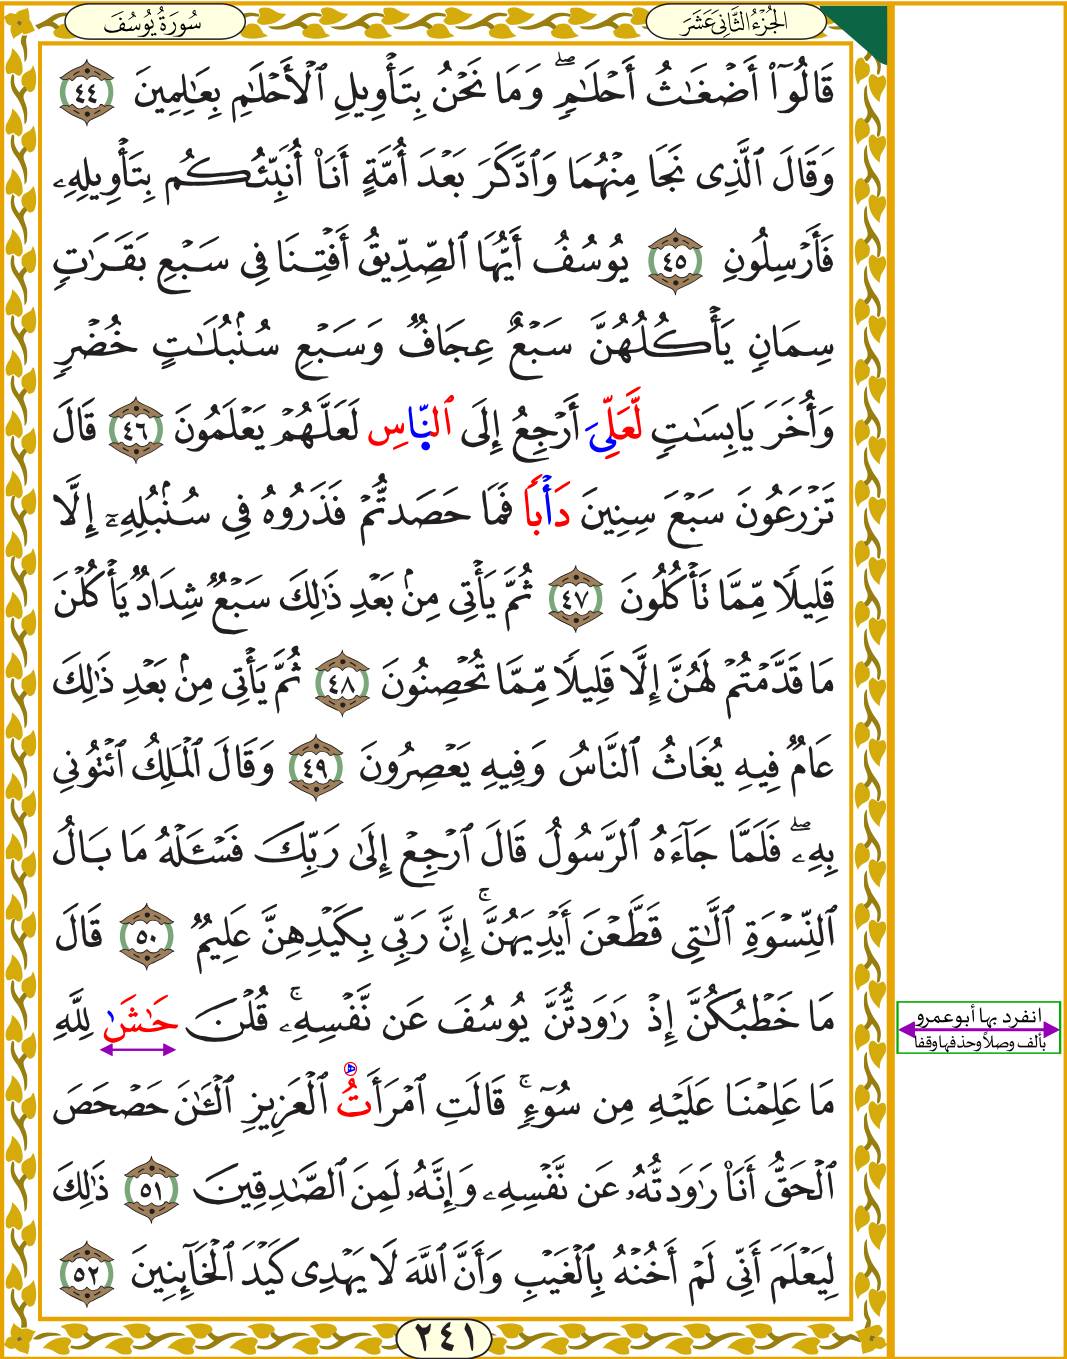 سُورَةُ يُوسُفَ
الجُزْءُ الثَّانِيَ عَشَرَ
قَالُوٓاْ أَضۡغَٰثُ أَحۡلَٰمٖۖ وَمَا نَحۡنُ بِتَأۡوِيلِ ٱلۡأَحۡلَٰمِ بِعَٰلِمِينَ ٤٤
وَقَالَ ٱلَّذِى نَجَا مِنۡهُمَا وَٱدَّكَرَ بَعۡدَ أُمَّةٍ أَنَا۠ أُنَبِّئُكُم بِتَأۡوِيلِهِۦ
فَأَرۡسِلُونِ ٤٥ يُوسُفُ أَيُّهَا ٱلصِّدِّيقُ أَفۡتِنَا فِى سَبۡعِ بَقَرَٰتٖ
سِمَانٖ يَأۡكُلُهُنَّ سَبۡعٌ عِجَافٞ وَسَبۡعِ سُنۢبُلَٰتٍ خُضۡرٖ
وَأُخَرَ يَابِسَٰتٖ لَّعَلِّىَ أَرۡجِعُ إِلَى ٱلنَّاسِ لَعَلَّهُمۡ يَعۡلَمُونَ ٤٦ قَالَ
تَزۡرَعُونَ سَبۡعَ سِنِينَ دَأۡبٗا فَمَا حَصَدتُّمۡ فَذَرُوهُ فِى سُنۢبُلِهِۦٓ إِلَّا
قَلِيلٗا مِّمَّا تَأۡكُلُونَ ٤٧ ثُمَّ يَأۡتِى مِنۢ بَعۡدِ ذَٰلِكَ سَبۡعٞ شِدَادٞ يَأۡكُلۡنَ
مَا قَدَّمۡتُمۡ لَهُنَّ إِلَّا قَلِيلٗا مِّمَّا تُحۡصِنُونَ ٤٨ ثُمَّ يَأۡتِى مِنۢ بَعۡدِ ذَٰلِكَ
عَامٞ فِيهِ يُغَاثُ ٱلنَّاسُ وَفِيهِ يَعۡصِرُونَ ٤٩ وَقَالَ ٱلۡمَلِكُ ٱئۡتُونِى
بِهِۦۖ فَلَمَّا جَآءَهُ ٱلرَّسُولُ قَالَ ٱرۡجِعۡ إِلَىٰ رَبِّكَ فَسۡـَٔلۡهُ مَا بَالُ
ٱلنِّسۡوَةِ ٱلَّٰتِى قَطَّعۡنَ أَيۡدِيَهُنَّۚ إِنَّ رَبِّى بِكَيۡدِهِنَّ عَلِيمٞ ٥٠ قَالَ
مَا خَطۡبُكُنَّ إِذۡ رَٰوَدتُّنَّ يُوسُفَ عَن نَّفۡسِهِۦۚ قُلۡنَ حَٰشَىٰ لِلَّهِ
انفرد بها أبو عمرو
بألف وصلاً وحذفها وقفا
مَا عَلِمۡنَا عَلَيۡهِ مِن سُوٓءٖۚ قَالَتِ ٱمۡرَأَتُ ٱلۡعَزِيزِ ٱلۡـَٰٔنَ حَصۡحَصَ
ٱلۡحَقُّ أَنَا۠ رَٰوَدتُّهُۥ عَن نَّفۡسِهِۦ وَإِنَّهُۥ لَمِنَ ٱلصَّٰدِقِينَ ٥١ ذَٰلِكَ
لِيَعۡلَمَ أَنِّى لَمۡ أَخُنۡهُ بِٱلۡغَيۡبِ وَأَنَّ ٱللَّهَ لَا يَهۡدِى كَيۡدَ ٱلۡخَآئِنِينَ ٥٢
٢٤١